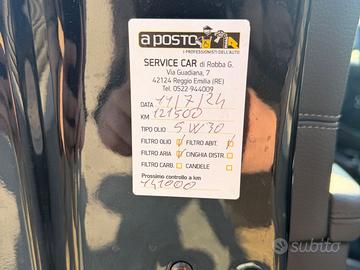 a posto
I PROFESSIONISTI DELL'AUTO
SERVICE CAR di Robba G.
Via Guadiana, 7
42124 Reggio Emilia (RE)
Tel. 0522-944009
DATA 11/7/24
KM 121500
TIPO OLIO 5W30
FILTRO OLIO FILTRO ABIT.
FILTRO ARIA CINGHIA DISTR.
FILTRO CARB. CANDELE
Prossimo controllo a km
141000
subito